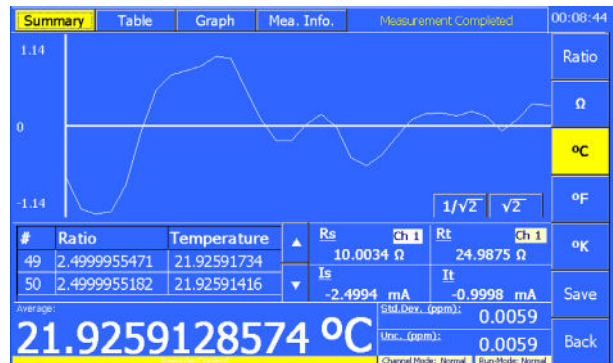 Summary Table Graph Mea. Info. Measurement Completed 00:08:44
1.14
Ratio
Ω
0
ºC
-1.14
1/√2 √2
ºF
# Ratio Temperature
49 2.4999955471 21.92591734
50 2.4999955182 21.92591416
Rs Ch 1 Rt Ch 1
10.0034 Ω 24.9875 Ω
Is It
-2.4994 mA -0.9998 mA
ºK
Save
Average:
21.9259128574 ºC
Std.Dev. (ppm):
0.0059
Unc. (ppm):
0.0059
Back
Channel Mode: Normal Run-Mode: Normal